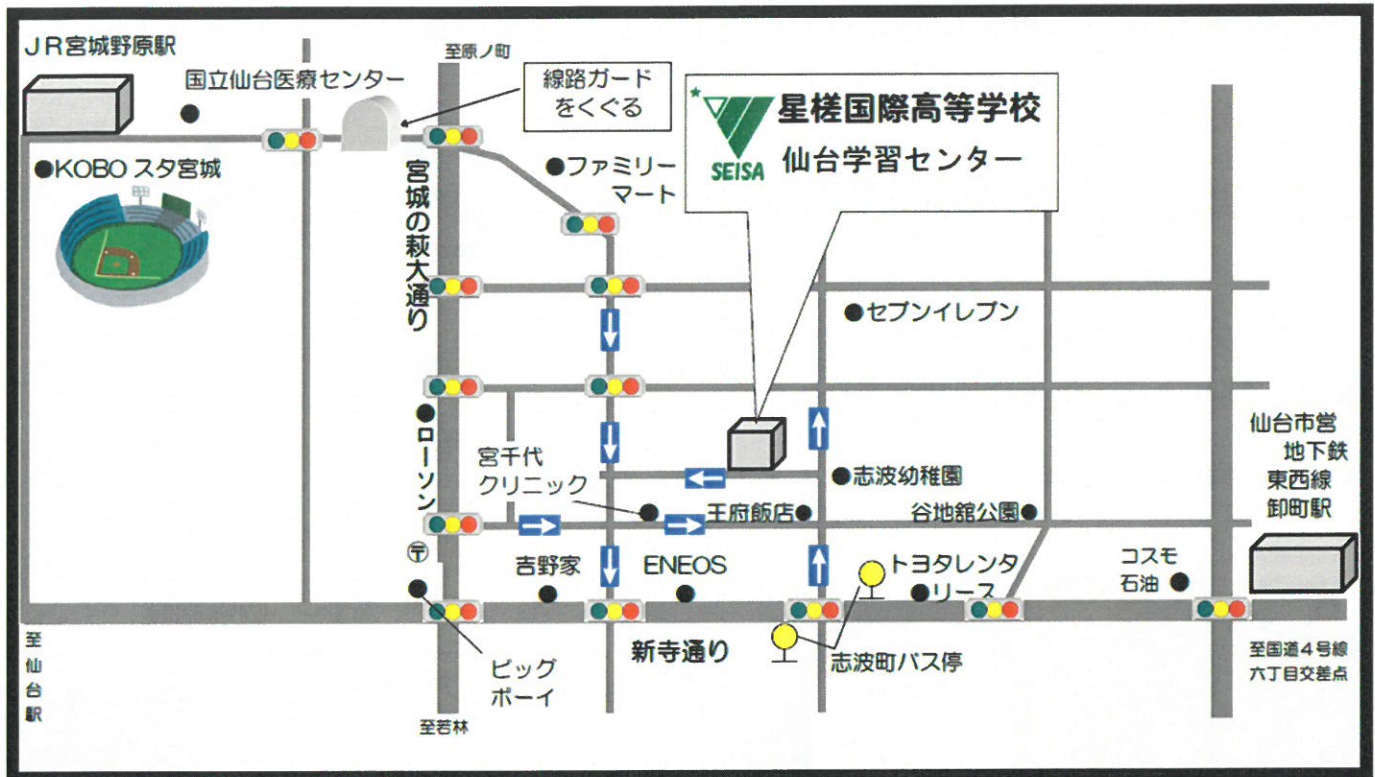 JR宮城野原駅
国立仙台医療センター
至原ノ町
線路ガード
をくぐる
星槎国際高等学校
仙台学習センター
SEISA
KOBOスタ宮城
宮城の萩大通り
ファミリー
マート
セブンイレブン
ローソン
宮千代
クリニック
志波幼稚園
仙台市営
地下鉄
東西線
卸町駅
王府飯店
谷地舘公園
〒
吉野家
ENEOS
トヨタレンタ
リース
コスモ
石油
至仙台駅
ビッグ
ボーイ
新寺通り
志波町バス停
至国道4号線
六丁目交差点
至若林